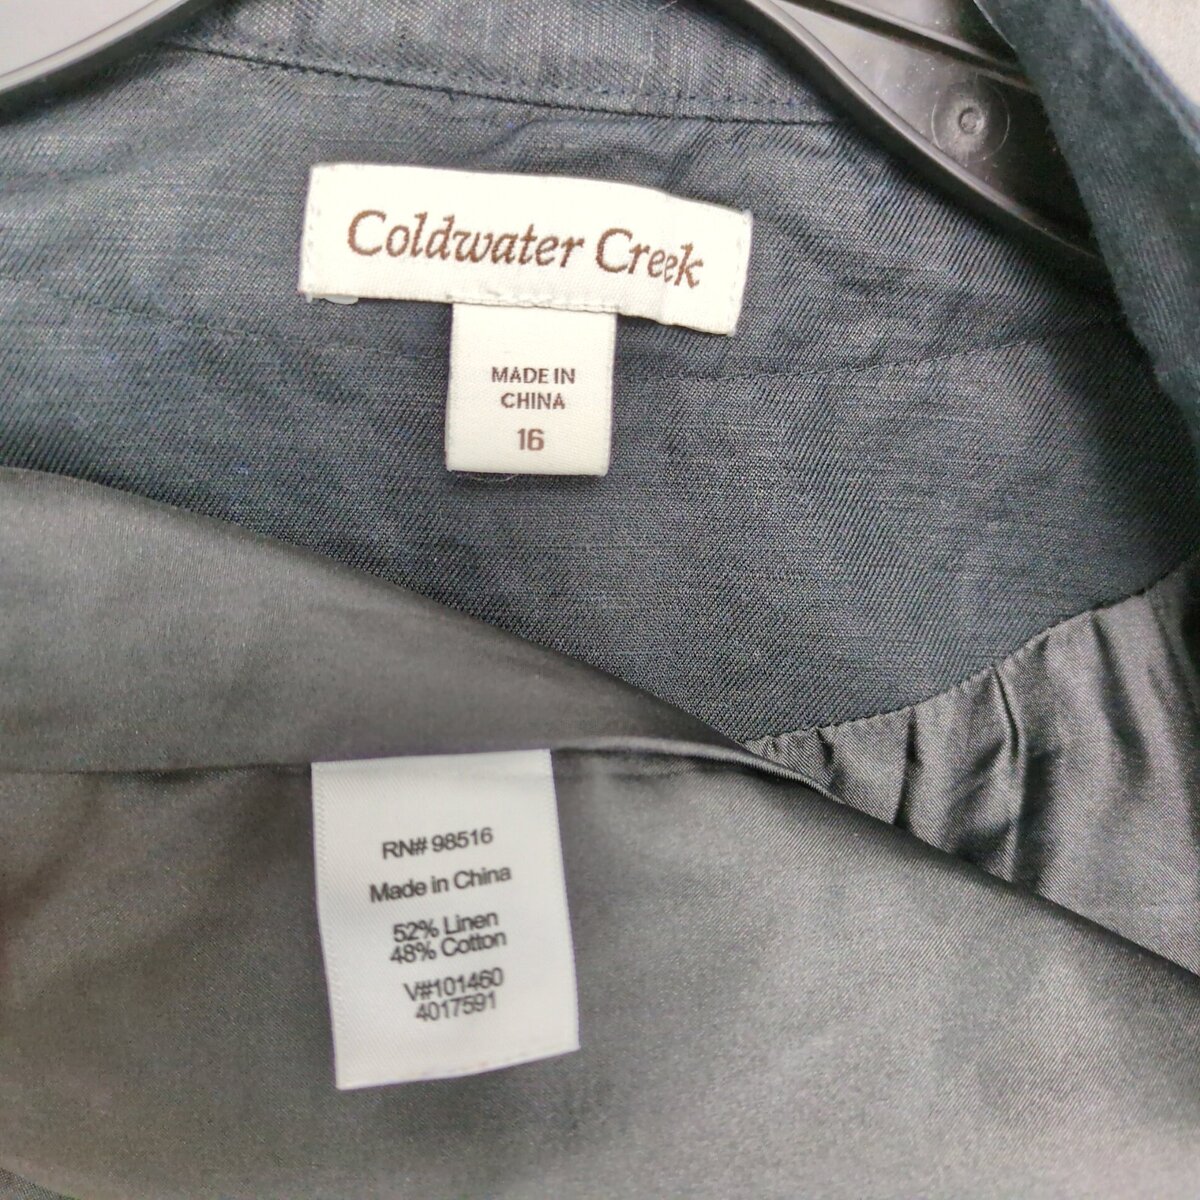 Coldwater Creek
MADE IN
CHINA
16
RN# 98516
Made in China
52% Linen
48% Cotton
V#101460
4017591